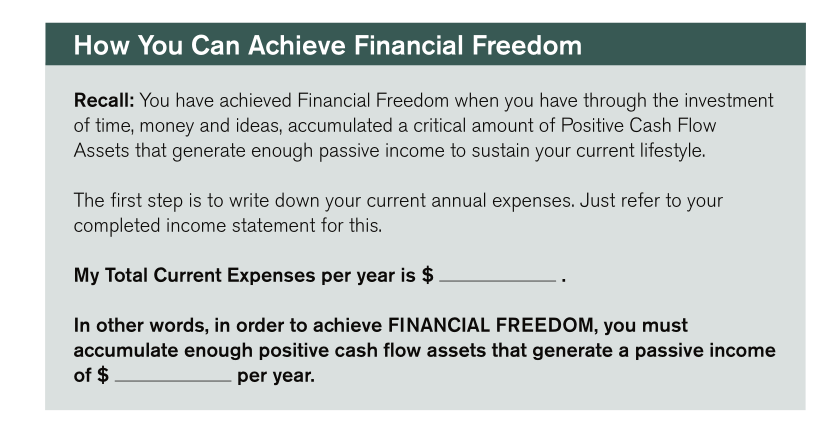 How You Can Achieve Financial Freedom
Recall: You have achieved Financial Freedom when you have through the investment
of time, money and ideas, accumulated a critical amount of Positive Cash Flow
Assets that generate enough passive income to sustain your current lifestyle.
The first step is to write down your current annual expenses. Just refer to your
completed income statement for this.
My Total Current Expenses per year is $ ____________ .
In other words, in order to achieve FINANCIAL FREEDOM, you must
accumulate enough positive cash flow assets that generate a passive income
of $ ____________ per year.